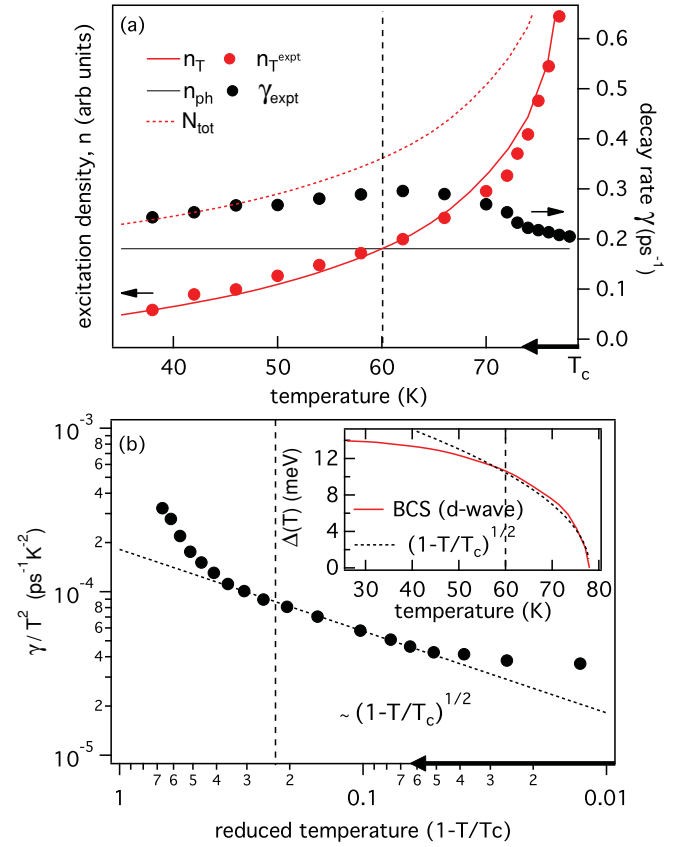 (a)
n_T n_T^expt
n_ph γ_expt
N_tot
excitation density, n (arb units)
0.6
0.5
0.4
0.3
0.2
0.1
0.0
decay rate γ (ps^-1)
40 50 60 70 T_c
temperature (K)
(b)
10^-3
8
6
4
2
10^-4
8
6
4
2
10^-5
γ/T^2 (ps^-1K^-2)
12
8
4
0
Δ(T) (meV)
BCS (d-wave)
(1-T/T_c)^1/2
30 40 50 60 70 80
temperature (K)
~ (1-T/T_c)^1/2
7 6 5 4 3 2 7 6 5 4 3 2
1 0.1 0.01
reduced temperature (1-T/Tc)